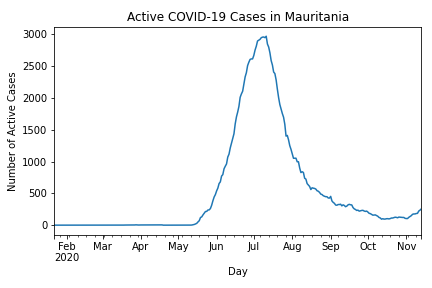 Active COVID-19 Cases in Mauritania
3000
2500
2000
1500
1000
500
0
Number of Active Cases
Feb Mar Apr May Jun Jul Aug Sep Oct Nov
2020
Day